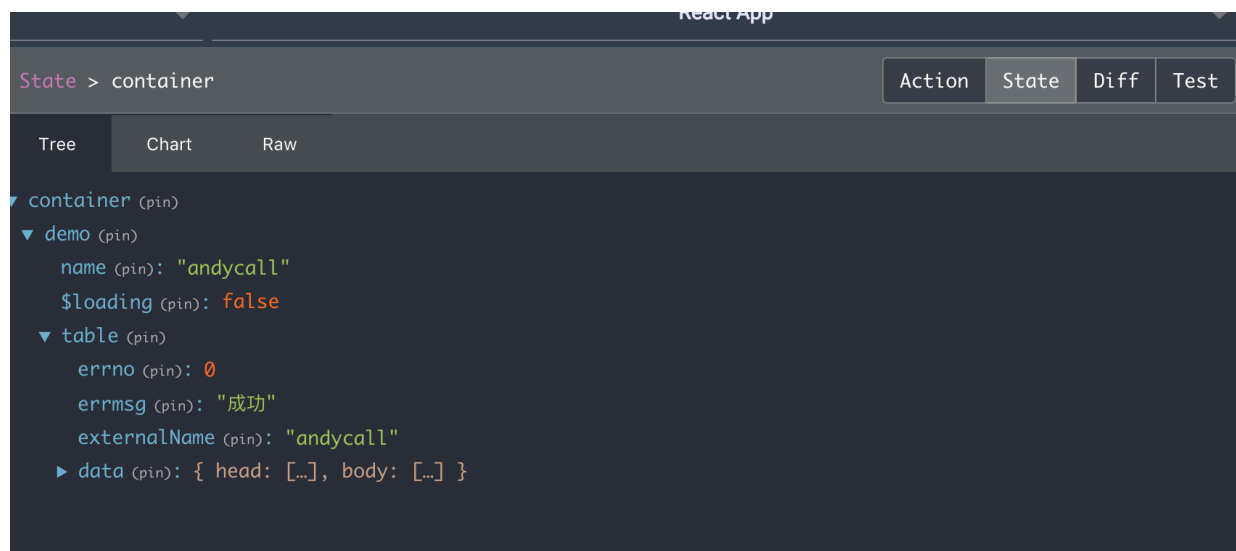 React App
State > container
Action State Diff Test
Tree Chart Raw
container (pin)
demo (pin)
name (pin): "andycall"
$loading (pin): false
table (pin)
errno (pin): 0
errmsg (pin): "成功"
externalName (pin): "andycall"
data (pin): { head: […], body: […] }